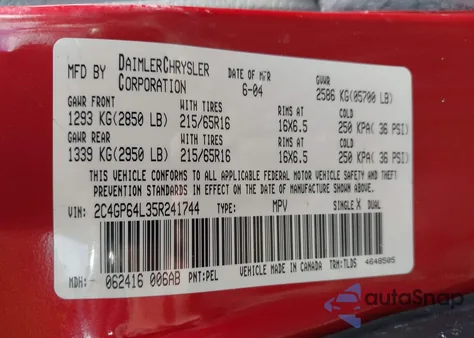 MFD BY DAIMLERCHRYSLER CORPORATION DATE OF MFR 6-04 GVWR 2586 KG(05700 LB)
GAWR FRONT WITH TIRES RIMS AT COLD
1293 KG(2850 LB) 215/65R16 16X6.5 250 KPA( 36 PSI)
GAWR REAR WITH TIRES RIMS AT COLD
1339 KG(2950 LB) 215/65R16 16X6.5 250 KPA( 36 PSI)
THIS VEHICLE CONFORMS TO ALL APPLICABLE FEDERAL MOTOR VEHICLE SAFETY AND THEFT
PREVENTION STANDARDS IN EFFECT ON THE DATE OF MANUFACTURE SHOWN ABOVE.
VIN: 2C4GP64L35R241744 TYPE: MPV SINGLE X DUAL
MDH:- 062416 006AB PNT:PEL VEHICLE MADE IN CANADA TRM:TLDS 4648505
autoSnap